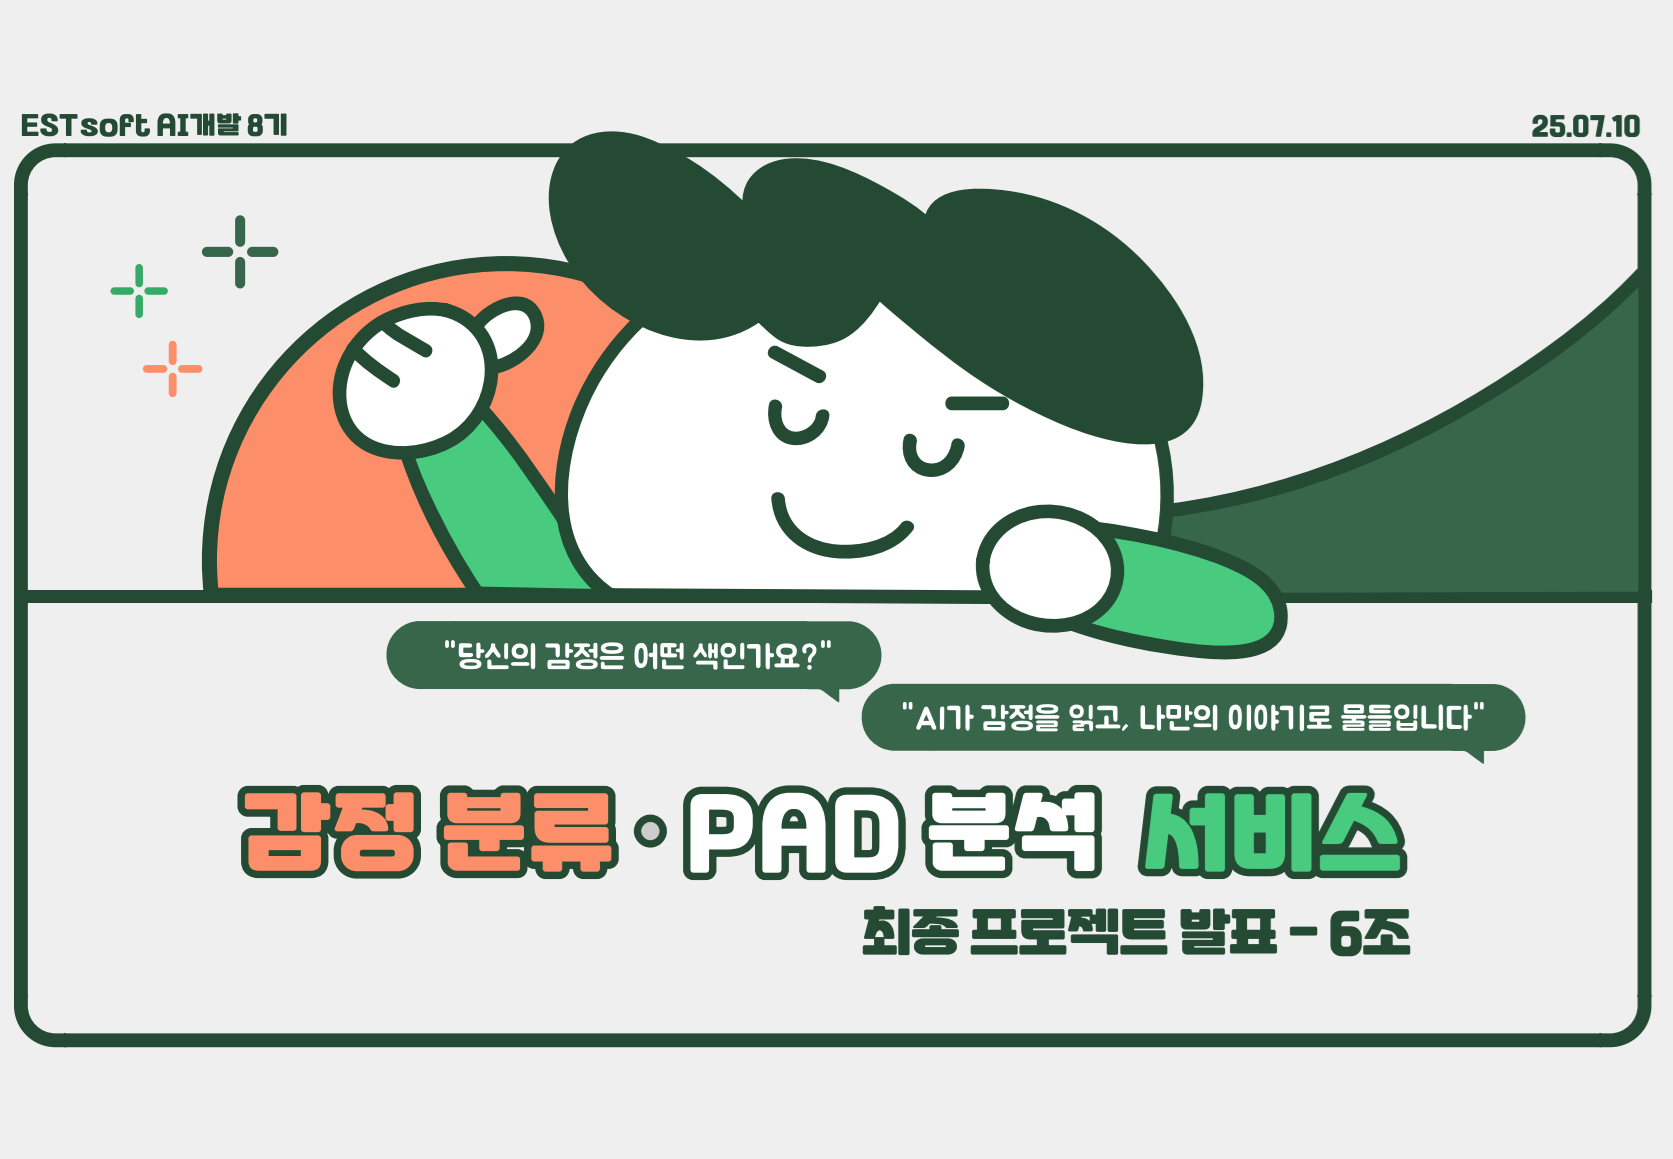 ESTsoft AI개발 8기
25.07.10
"당신의 감정은 어떤 색인가요?"
"AI가 감정을 읽고, 나만의 이야기로 물들입니다"
감정 분류 • PAD 분석 서비스
최종 프로젝트 발표 - 6조